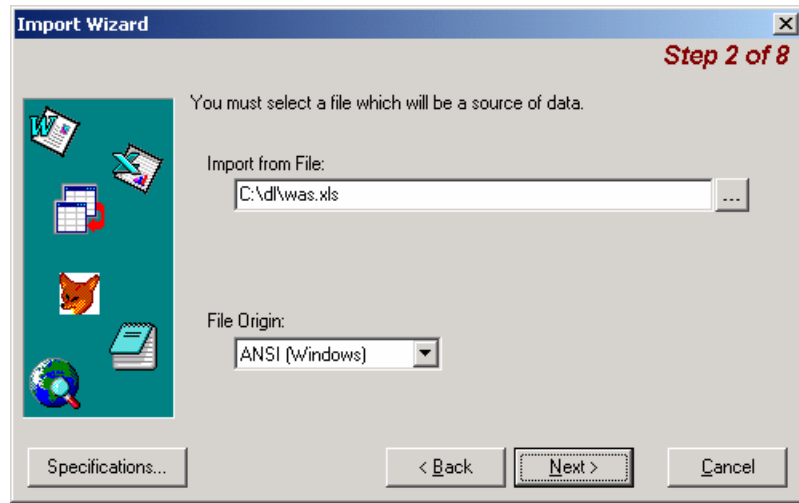 Import Wizard
Step 2 of 8
You must select a file which will be a source of data.
Import from File:
C:\dl\was.xls
...
File Origin:
ANSI (Windows)
Specifications...
< Back
Next >
Cancel